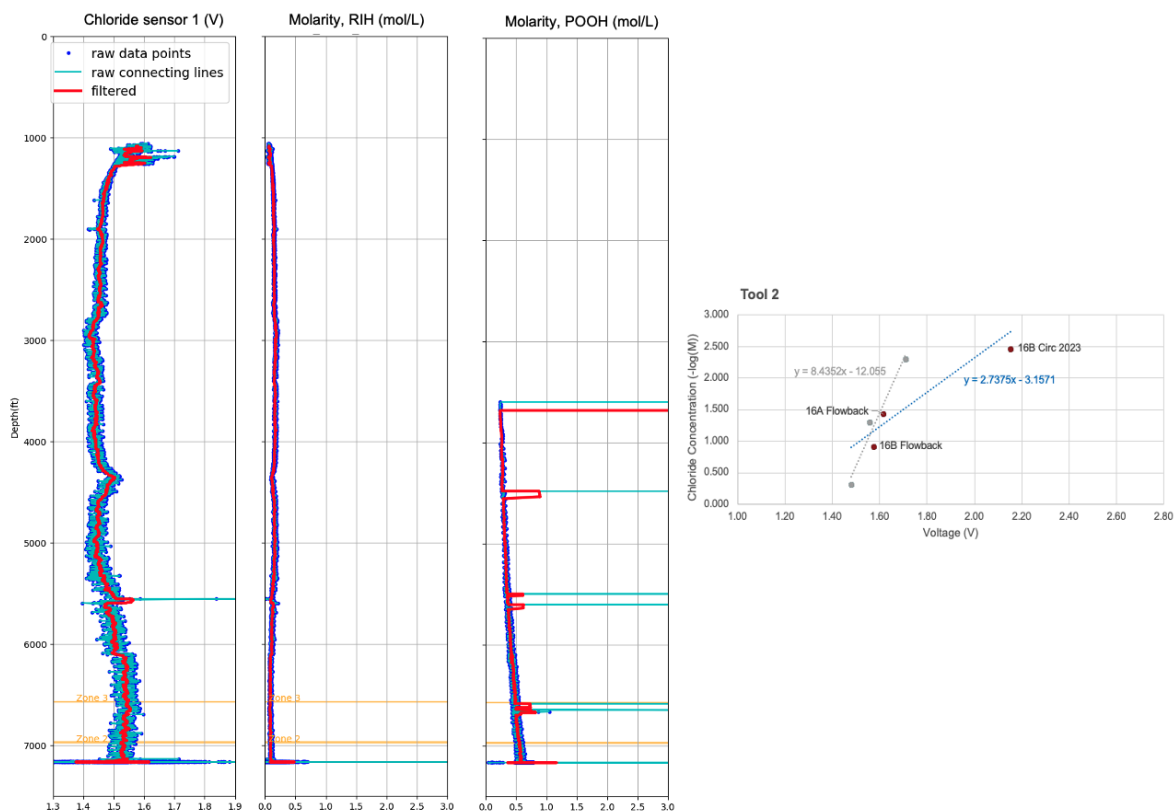 Chloride sensor 1 (V)
Molarity, RIH (mol/L)
Molarity, POOH (mol/L)
0
1000
2000
3000
4000
5000
6000
7000
Depth(ft)
raw data points
raw connecting lines
filtered
Zone 3
Zone 2
1.3 1.4 1.5 1.6 1.7 1.8 1.9
Zone 3
Zone 2
0.0 0.5 1.0 1.5 2.0 2.5 3.0
0.0 0.5 1.0 1.5 2.0 2.5 3.0
Tool 2
Chloride Concentration (-log(M))
3.000
2.500
2.000
1.500
1.000
0.500
0.000
16B Circ 2023
y = 8.4352x - 12.055
y = 2.7375x - 3.1571
16A Flowback
16B Flowback
1.00 1.20 1.40 1.60 1.80 2.00 2.20 2.40 2.60 2.80
Voltage (V)